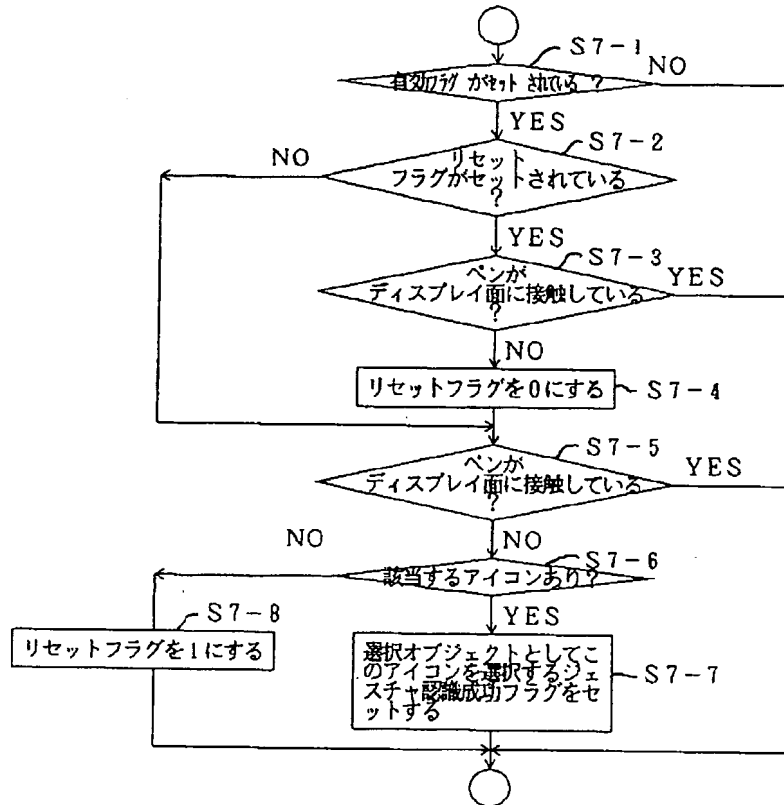 S7-1
自効フラグ がセット されている ?
NO
YES
S7-2
NO
リセット
フラグがセットされている
?
YES
S7-3
ペンが
YES
ディスプレイ面に接触している
?
NO
リセットフラグを0にする
S7-4
S7-5
ペンが
YES
ディスプレイ面に接触している
?
NO
NO
S7-6
該当するアイコンあり?
S7-8
YES
リセットフラグを1にする
選択オブジェクトとしてこ
のアイコンを選択するジェ
スチャ認識成功フラグをセ
ットする
S7-7